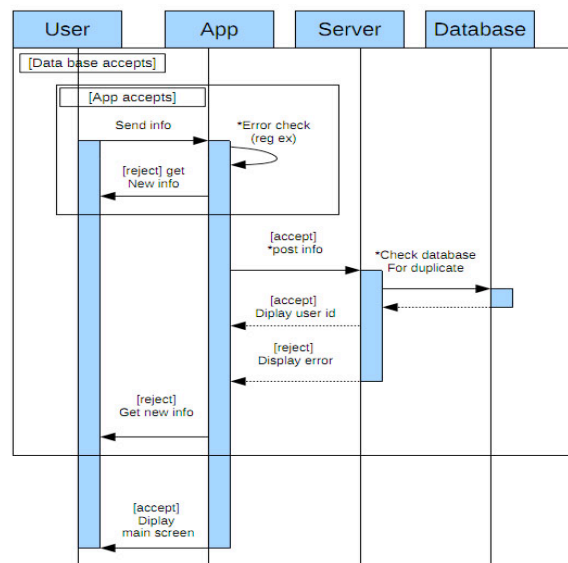 User
App
Server
Database
[Data base accepts]
[App accepts]
Send info
*Error check
(reg ex)
[reject] get
New info
[accept]
*post info
*Check database
For duplicate
[accept]
Diplay user id
[reject]
Display error
[reject]
Get new info
[accept]
Diplay
main screen